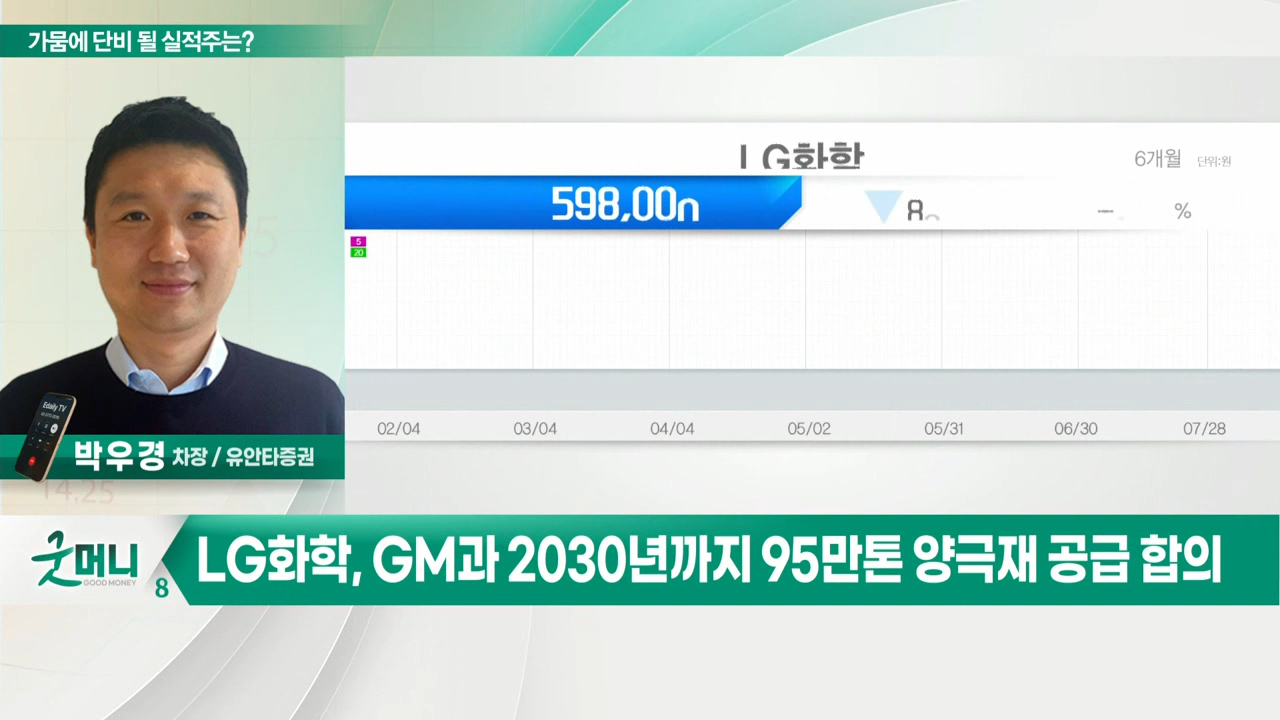 가뭄에 단비 될 실적주는?
LG화학
6개월 단위:원
598,00
%
5
20
02/04 03/04 04/04 05/02 05/31 06/30 07/28
Edaily TV
박우경 차장 / 유안타증권
14.25
굿머니
GOOD MONEY
8
LG화학, GM과 2030년까지 95만톤 양극재 공급 합의